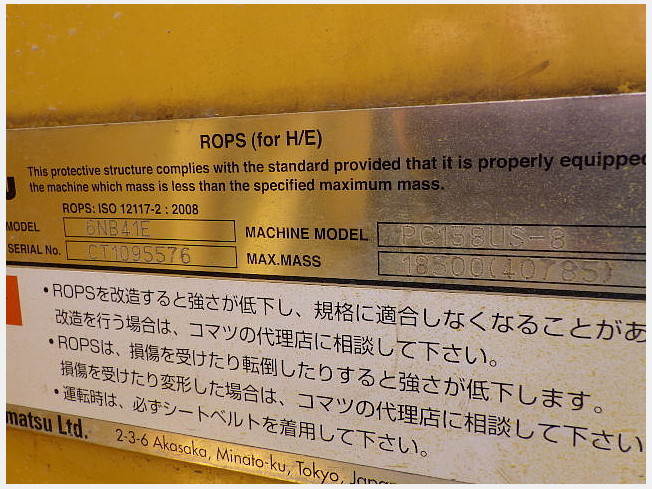 ROPS (for H/E)
This protective structure complies with the standard provided that it is properly equipped
the machine which mass is less than the specified maximum mass.
ROPS: ISO 12117-2 : 2008
MODEL 6NB41E MACHINE MODEL PC138US-8
SERIAL No. CT1095576 MAX.MASS 18500(40785)
•ROPSを改造すると強さが低下し、規格に適合しなくなることがあ
改造を行う場合は、コマツの代理店に相談して下さい。
•ROPSは、損傷を受けたり転倒したりすると強さが低下します。
損傷を受けたり変形した場合は、コマツの代理店に相談して下さい
•運転時は、必ずシートベルトを着用して下さい。
matsu Ltd. 2-3-6 Akasaka, Minato-ku, Tokyo, Japan